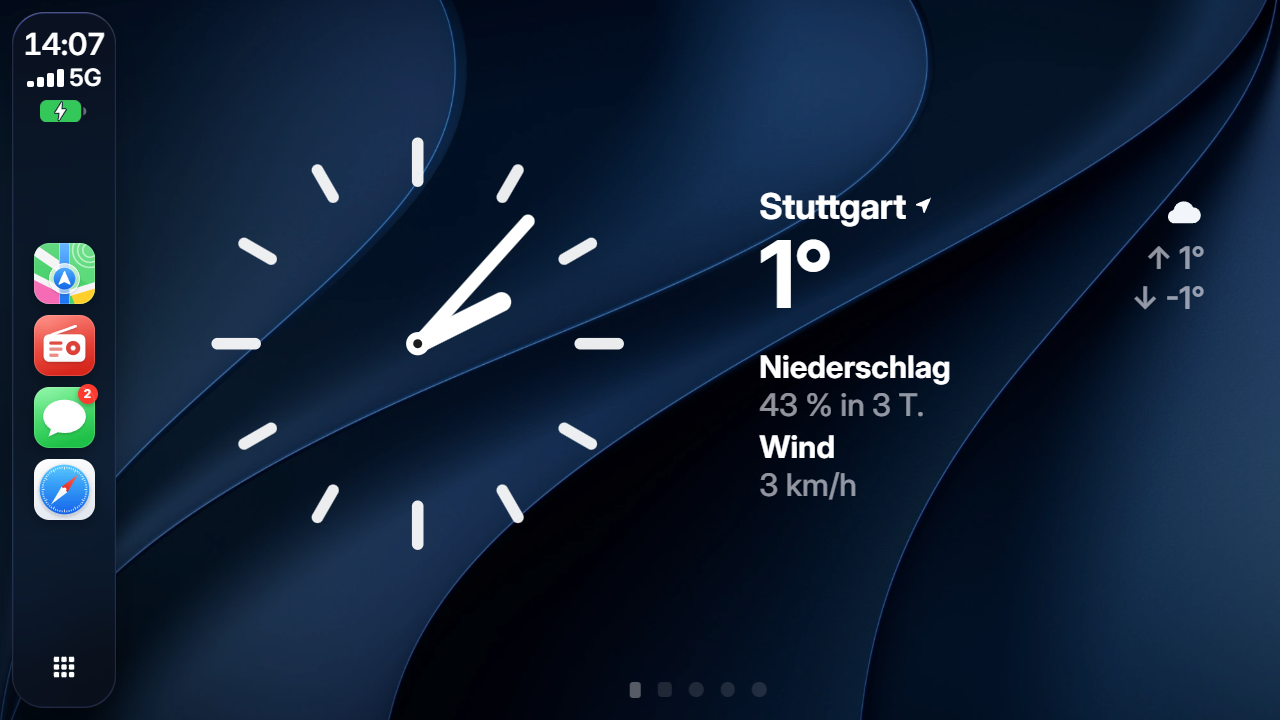 14:07
5G
2
Stuttgart
1°
↑ 1°
↓ -1°
Niederschlag
43 % in 3 T.
Wind
3 km/h